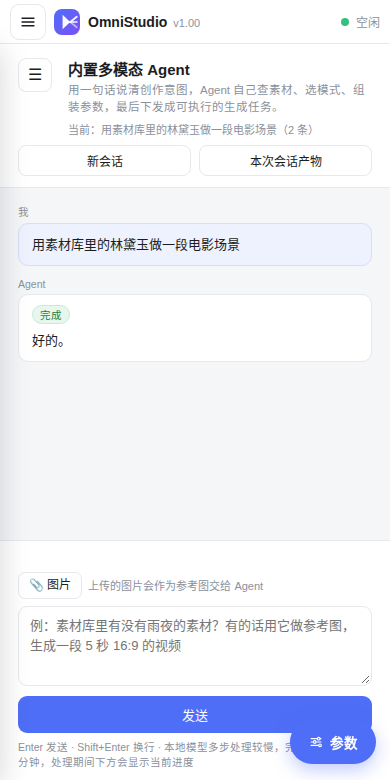 OmniStudio v1.00 空闲
内置多模态 Agent
用一句话说清创作意图，Agent 自己查素材、选模式、组
装参数，最后下发成可执行的生成任务。
当前：用素材库里的林黛玉做一段电影场景（2 条）
新会话 本次会话产物
我
用素材库里的林黛玉做一段电影场景
Agent
完成
好的。
图片 上传的图片会作为参考图交给 Agent
例：素材库里有没有雨夜的素材？有的话用它做参考图，
生成一段 5 秒 16:9 的视频
发送
参数
Enter 发送 · Shift+Enter 换行 · 本地模型多步处理较慢，
分钟，处理期间下方会显示当前进度